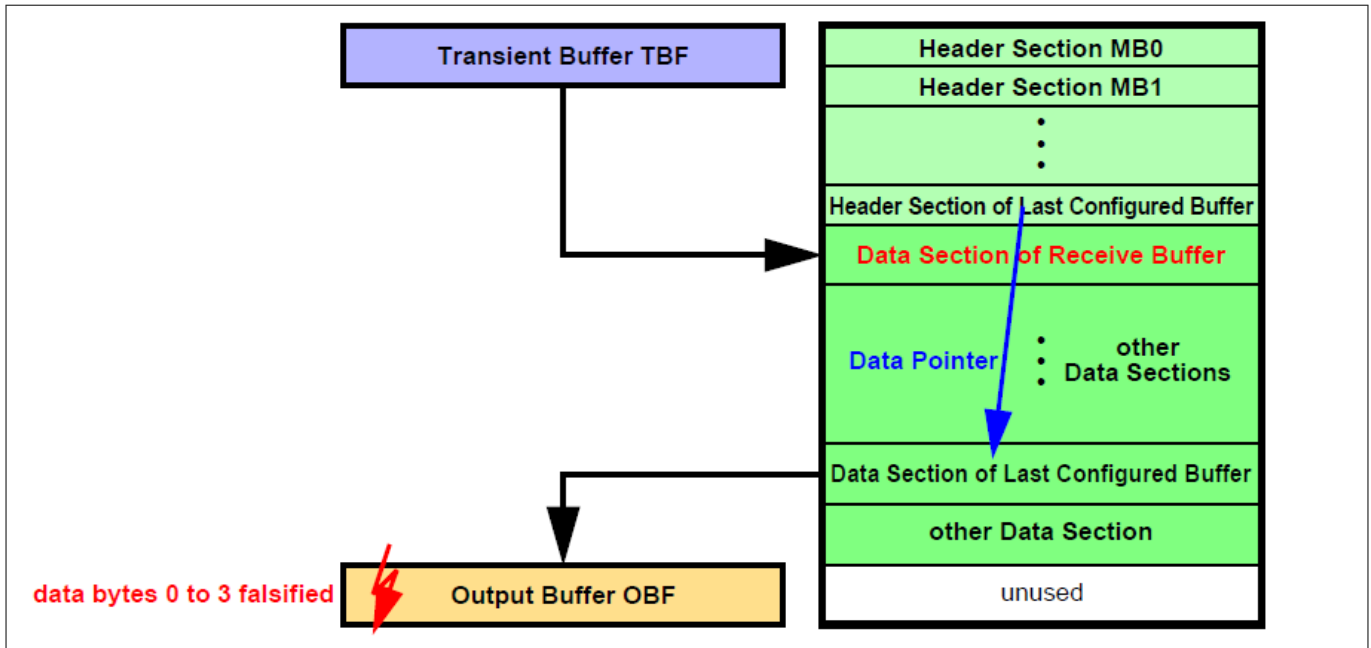 Transient Buffer TBF
Header Section MB0
Header Section MB1
Header Section of Last Configured Buffer
Data Section of Receive Buffer
Data Pointer
other
Data Sections
Data Section of Last Configured Buffer
other Data Section
data bytes 0 to 3 falsified
Output Buffer OBF
unused